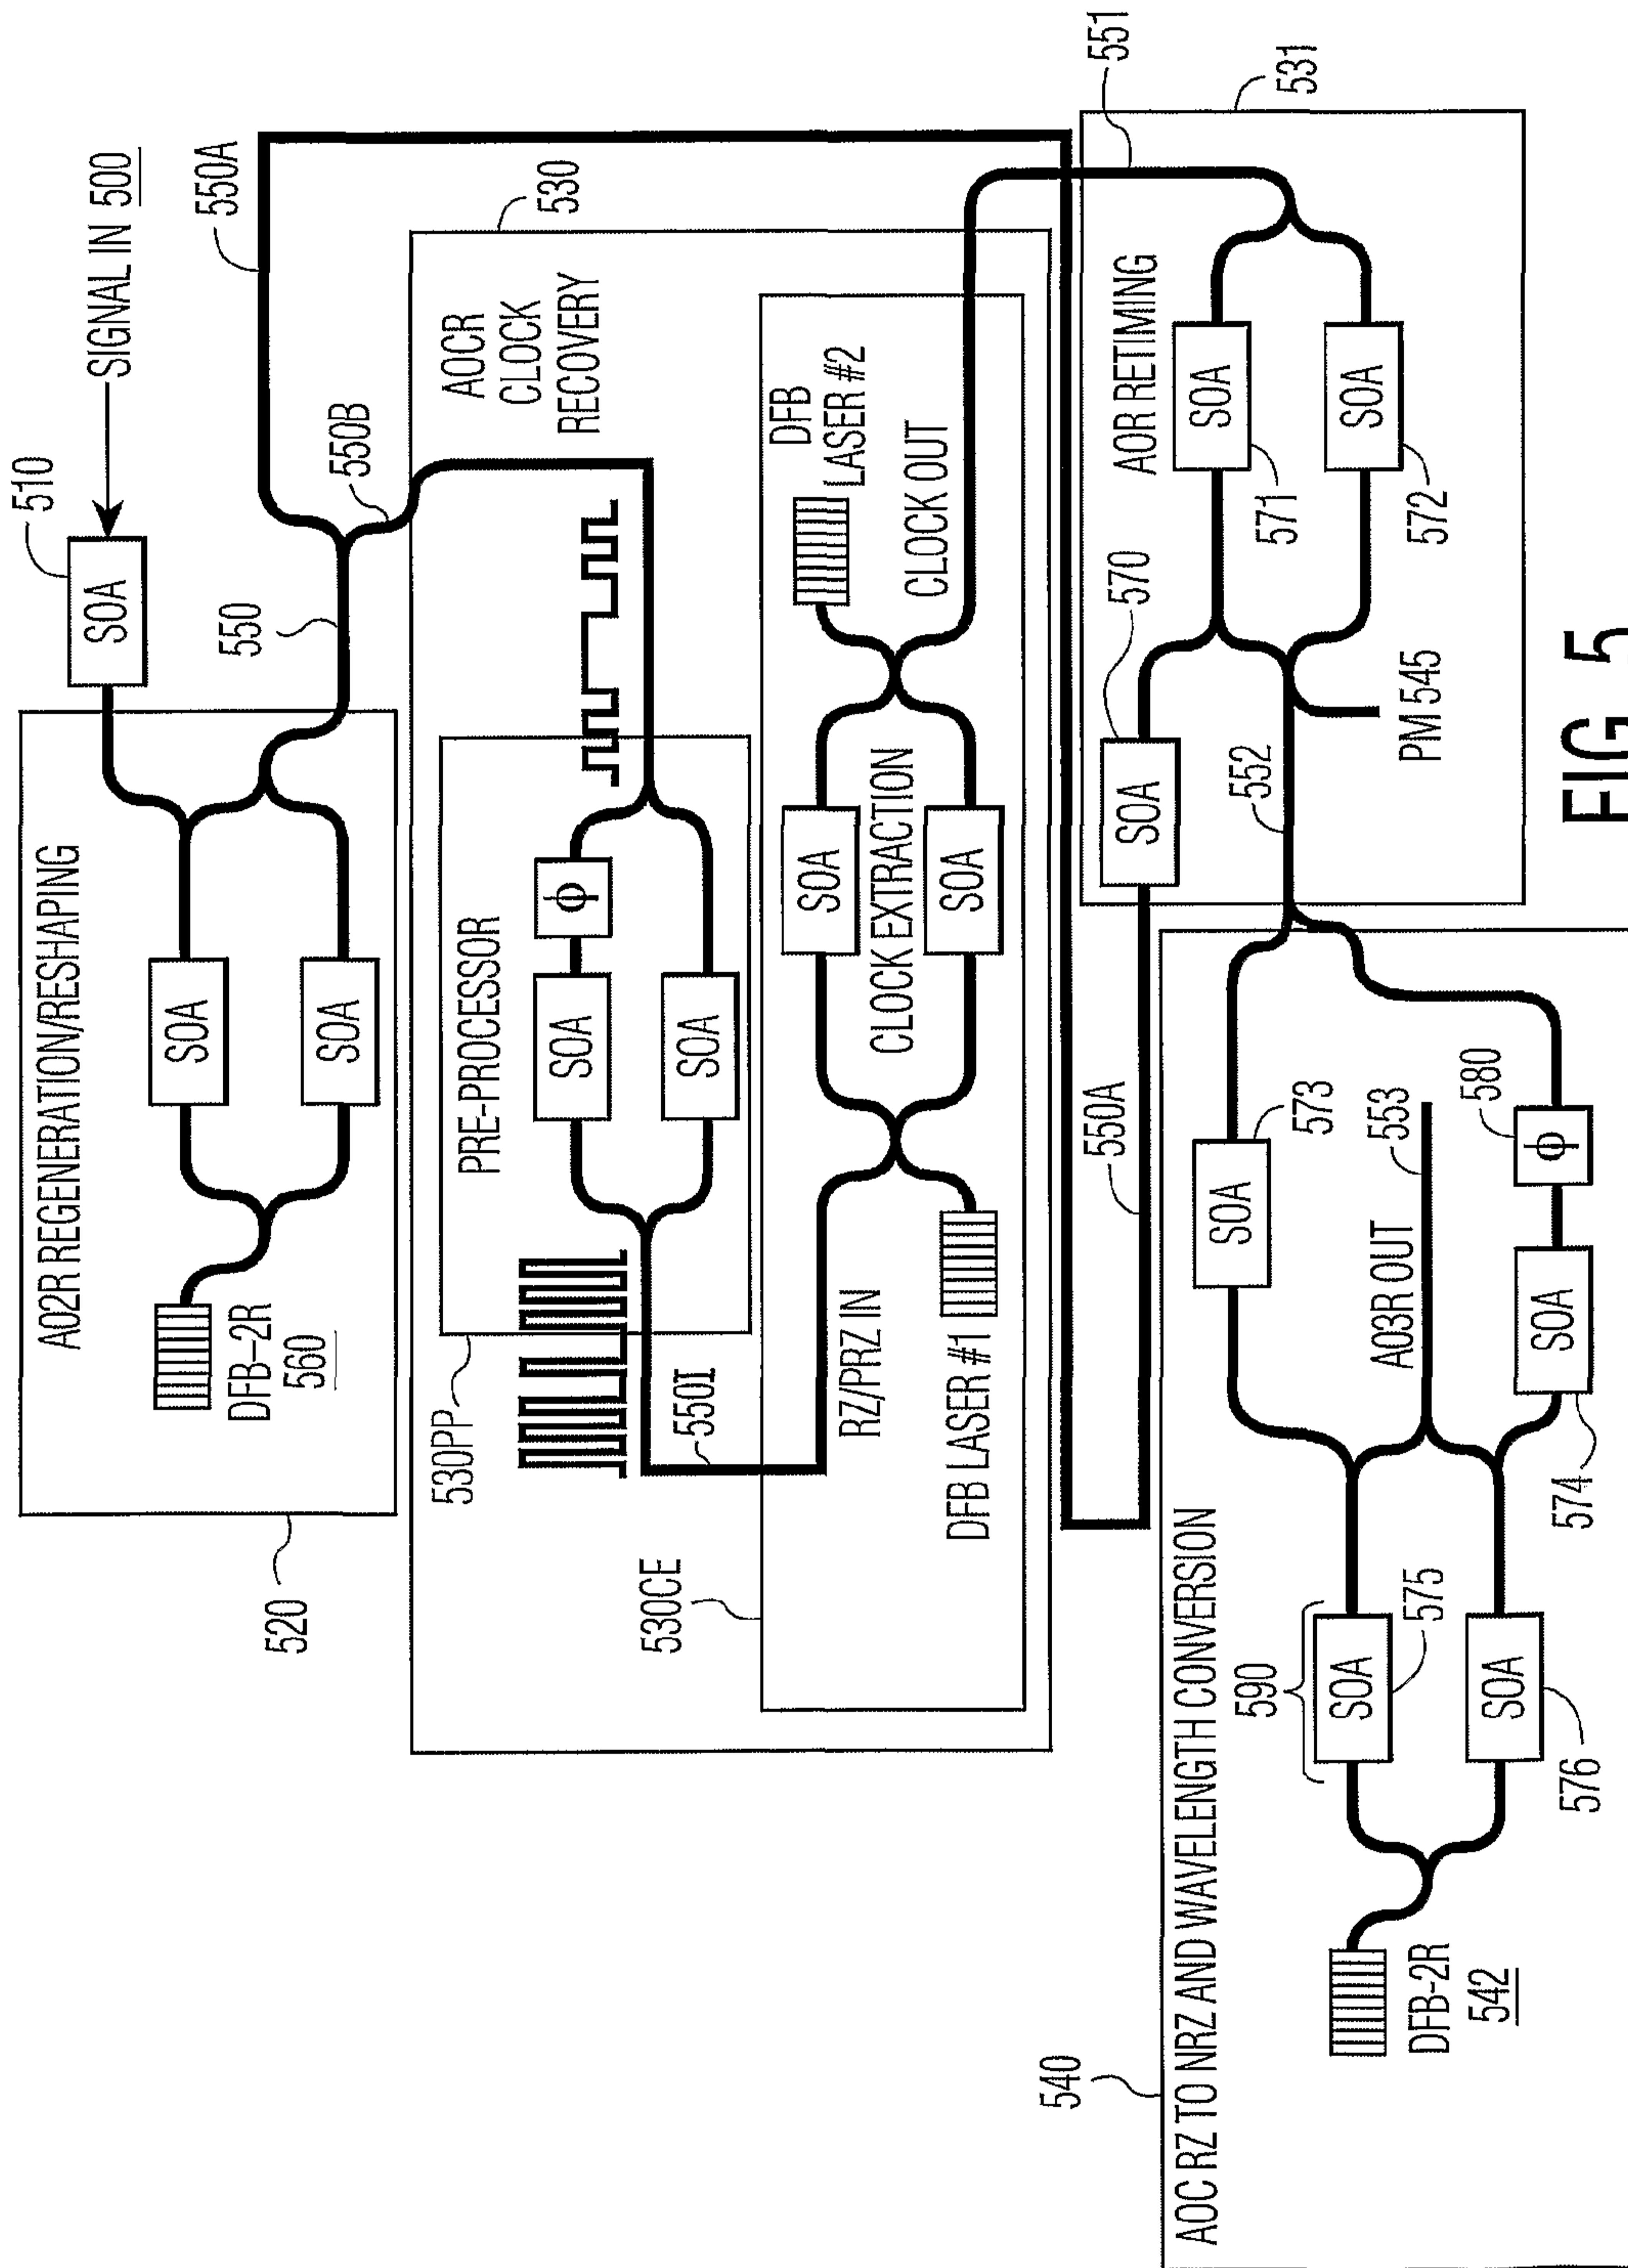 SIGNAL IN 500
510
SOA
A02R REGENERATION/RESHAPING
SOA
SOA
DFB-2R
560
520
550
550A
550B
530
AOCR
CLOCK
RECOVERY
PRE-PROCESSOR
SOA
ϕ
SOA
530PP
550I
530CE
RZ/PRZ IN
DFB LASER #1
SOA
CLOCK EXTRACTION
SOA
DFB
LASER #2
CLOCK OUT
551
531
AOR RETIMING
550A
570
SOA
SOA
571
SOA
572
552
PM 545
540
AOC RZ TO NRZ AND WAVELENGTH CONVERSION
SOA
573
A03R OUT
553
580
ϕ
SOA
574
590
SOA
575
SOA
576
DFB-2R
542
FIG. 5